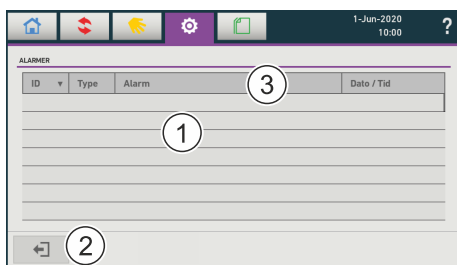 1-Jun-2020
10:00
?
ALARMER
ID ▼ Type Alarm 3 Dato / Tid
1
2